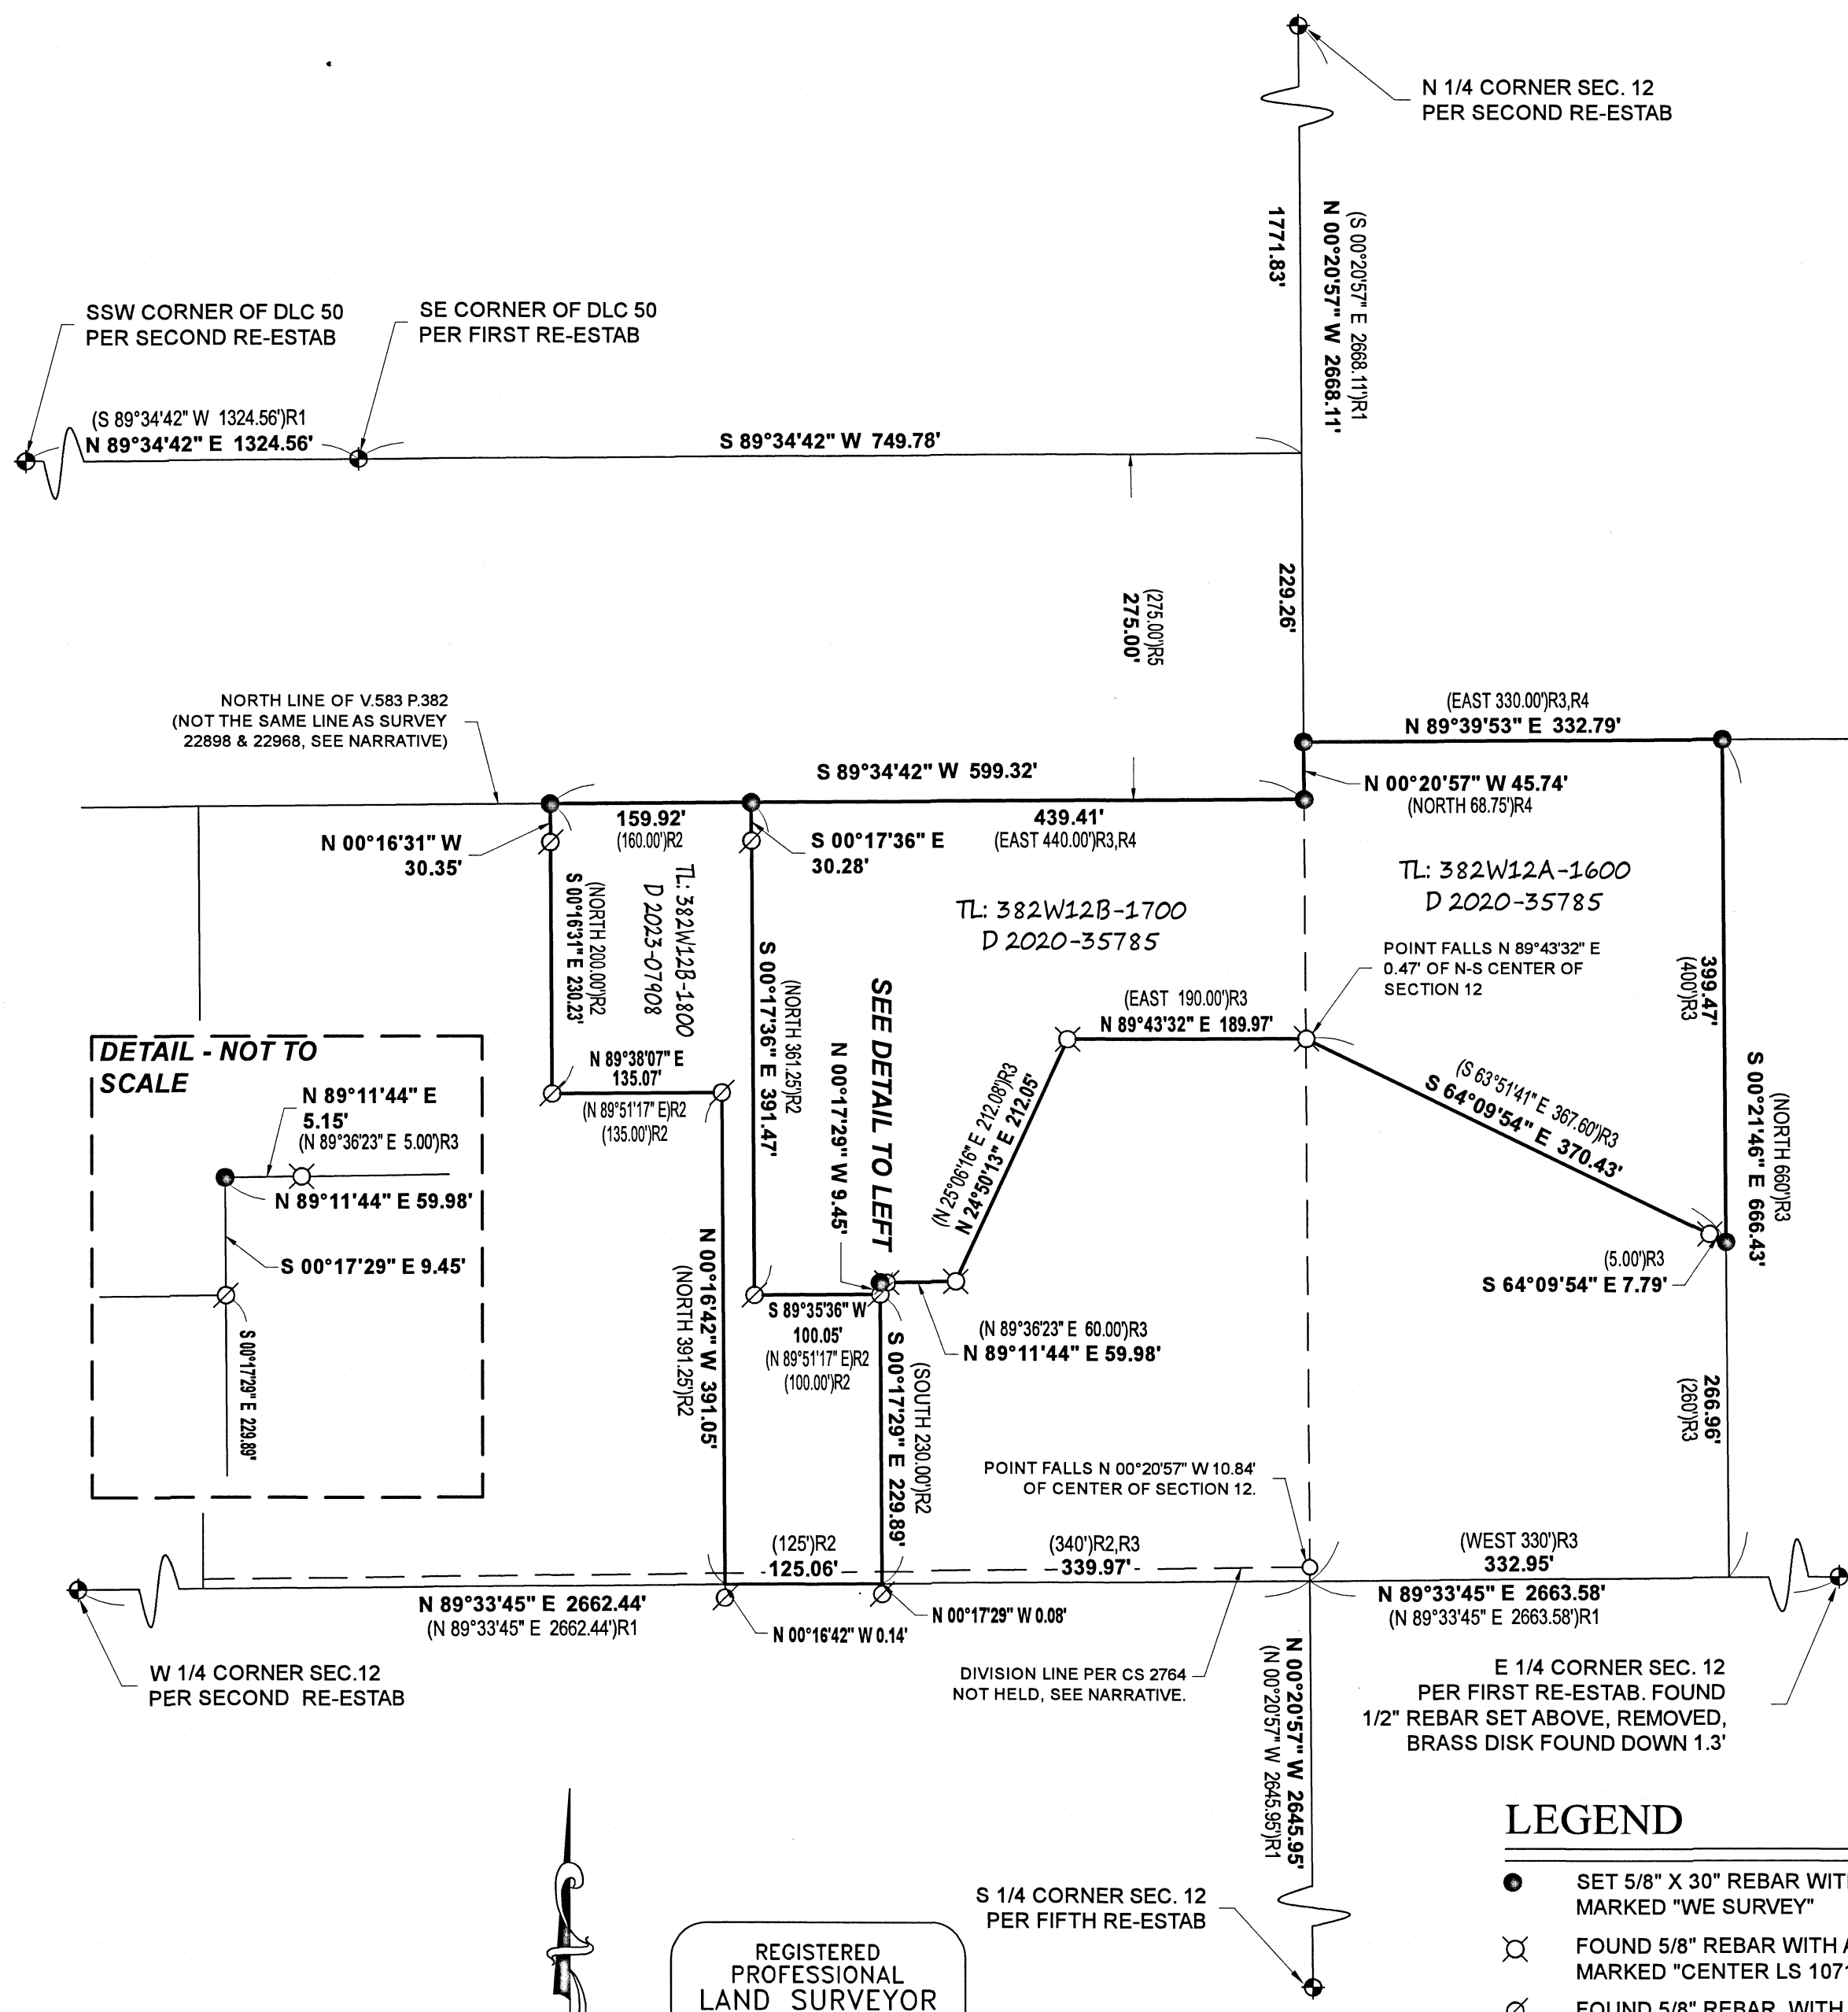 N 1/4 CORNER SEC. 12
PER SECOND RE-ESTAB
(S 00°20'57" E 2668.11')R1
N 00°20'57" W 2668.11'
1771.83'
SSW CORNER OF DLC 50
PER SECOND RE-ESTAB
SE CORNER OF DLC 50
PER FIRST RE-ESTAB
(S 89°34'42" W 1324.56')R1
N 89°34'42" E 1324.56'
S 89°34'42" W 749.78'
229.26'
(275.00')R5
275.00'
NORTH LINE OF V.583 P.382
(NOT THE SAME LINE AS SURVEY
22898 & 22968, SEE NARRATIVE)
(EAST 330.00')R3,R4
N 89°39'53" E 332.79'
S 89°34'42" W 599.32'
N 00°20'57" W 45.74'
(NORTH 68.75')R4
159.92'
(160.00')R2
439.41'
(EAST 440.00')R3,R4
N 00°16'31" W
30.35'
S 00°17'36" E
30.28'
TL: 382W12B-1800
D 2023-07908
(NORTH 200.00')R2
S 00°16'31" E 230.23'
TL: 382W12B-1700
D 2020-35785
TL: 382W12A-1600
D 2020-35785
POINT FALLS N 89°43'32" E
0.47' OF N-S CENTER OF
SECTION 12
399.47'
(400')R3
(NORTH 361.25')R2
S 00°17'36" E 391.47'
SEE DETAIL TO LEFT
N 00°17'29" W 9.45'
(EAST 190.00')R3
N 89°43'32" E 189.97'
(S 63°51'41" E 367.60')R3
S 64°09'54" E 370.43'
(NORTH 660')R3
S 00°21'46" E 666.43'
DETAIL - NOT TO
SCALE
N 89°11'44" E
5.15'
(N 89°36'23" E 5.00')R3
N 89°11'44" E 59.98'
S 00°17'29" E 9.45'
S 00°17'29" E 229.89'
N 89°38'07" E
135.07'
(N 89°51'17" E)R2
(135.00')R2
(N 25°06'16" E 212.08')R3
N 24°50'13" E 212.05'
N 00°16'42" W 391.05'
(NORTH 391.25')R2
(5.00')R3
S 64°09'54" E 7.79'
S 89°35'36" W
100.05'
(N 89°51'17" E)R2
(100.00')R2
(N 89°36'23" E 60.00')R3
N 89°11'44" E 59.98'
(SOUTH 230.00')R2
S 00°17'29" E 229.89'
266.96'
(260')R3
POINT FALLS N 00°20'57" W 10.84'
OF CENTER OF SECTION 12.
(125')R2
125.06'
(340')R2,R3
339.97'
(WEST 330')R3
332.95'
N 89°33'45" E 2662.44'
(N 89°33'45" E 2662.44')R1
N 00°17'29" W 0.08'
N 00°16'42" W 0.14'
N 89°33'45" E 2663.58'
(N 89°33'45" E 2663.58')R1
W 1/4 CORNER SEC.12
PER SECOND RE-ESTAB
DIVISION LINE PER CS 2764
NOT HELD, SEE NARRATIVE.
N 00°20'57" W 2645.95'
(N 00°20'57" W 2645.95')R1
E 1/4 CORNER SEC. 12
PER FIRST RE-ESTAB. FOUND
1/2" REBAR SET ABOVE, REMOVED,
BRASS DISK FOUND DOWN 1.3'
S 1/4 CORNER SEC. 12
PER FIFTH RE-ESTAB
REGISTERED
PROFESSIONAL
LAND SURVEYOR
LEGEND
SET 5/8" X 30" REBAR WIT
MARKED "WE SURVEY"
FOUND 5/8" REBAR WITH A
MARKED "CENTER LS 107
FOUND 5/8" REBAR WITH